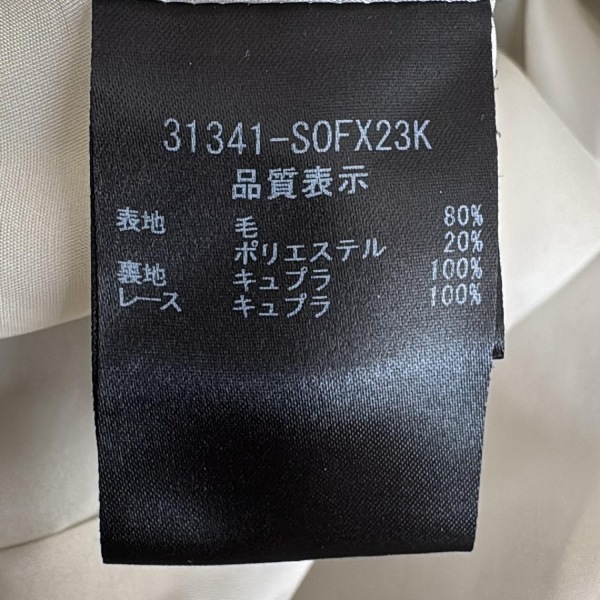 31341-SOFX23K
品質表示
表地 毛 80%
ポリエステル 20%
裏地 キュプラ 100%
レース キュプラ 100%